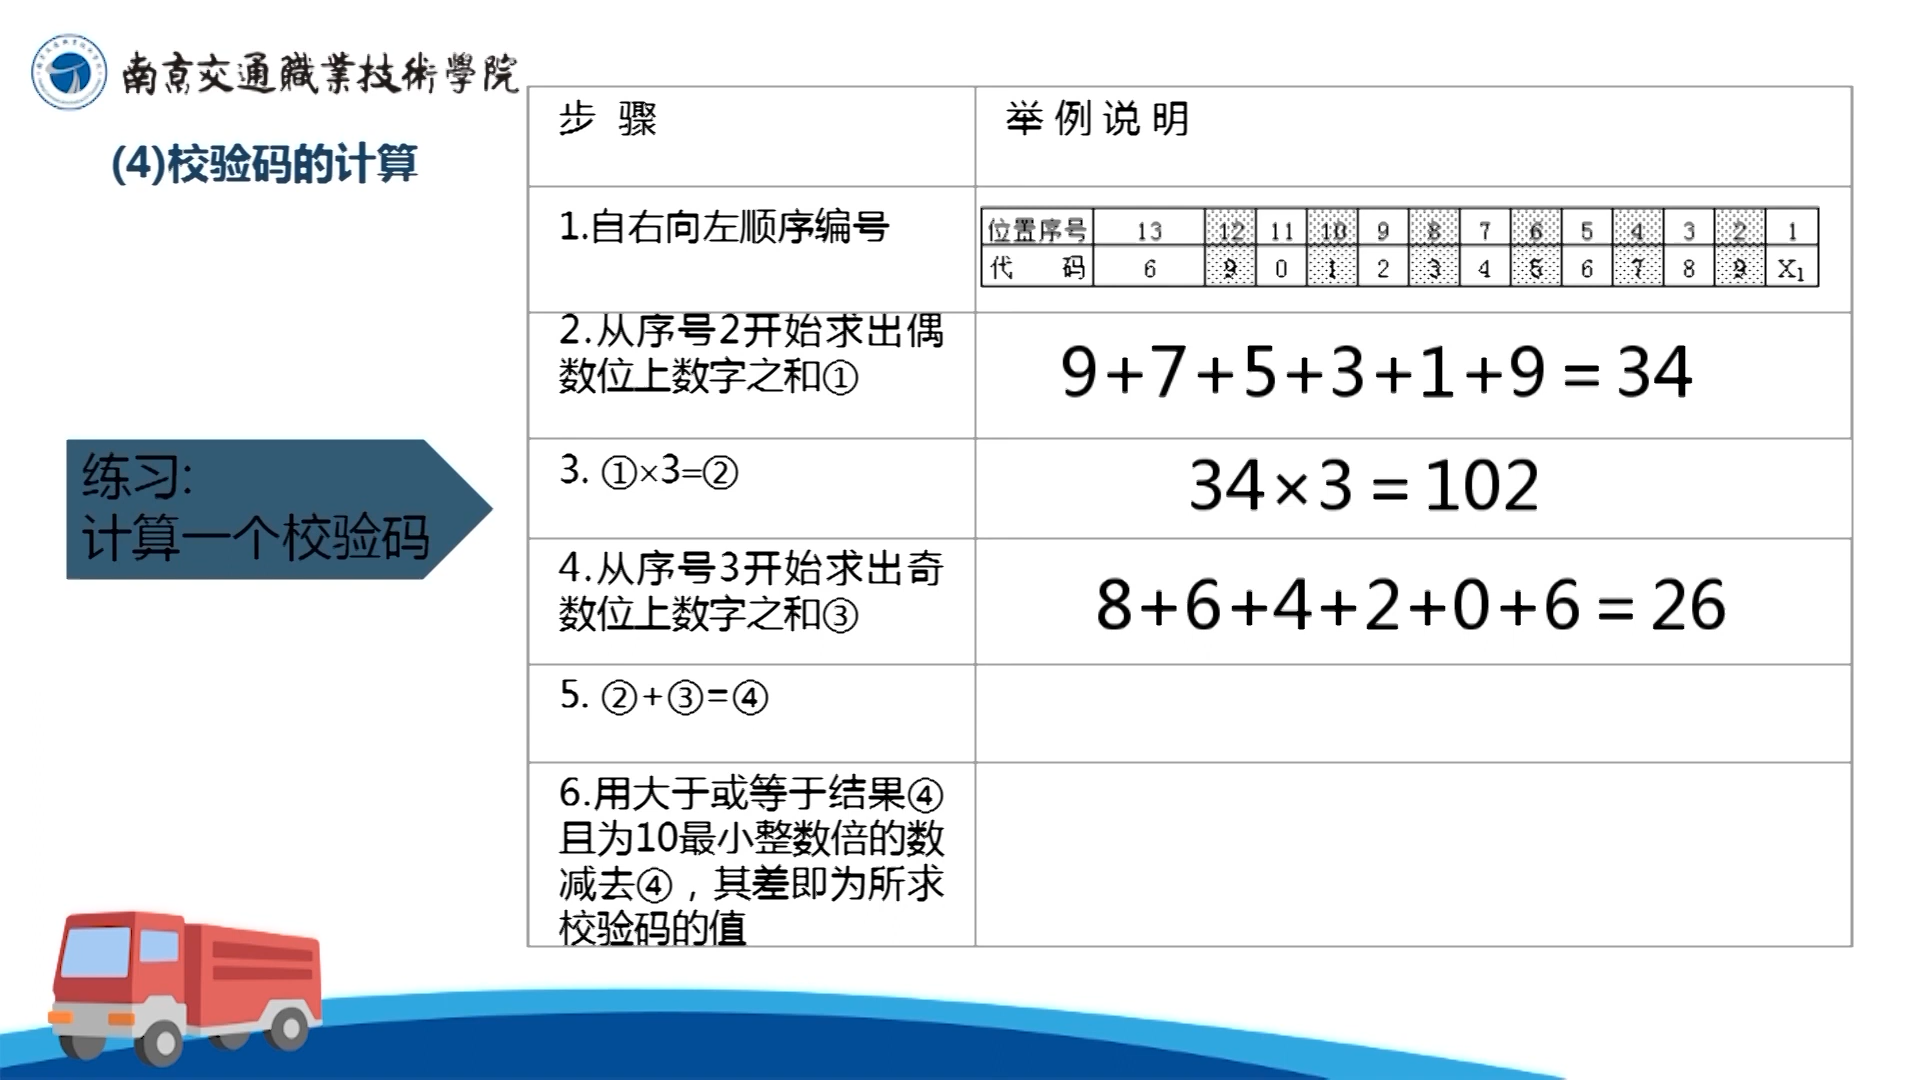 南京交通職業技術學院
(4)校验码的计算
练习:
计算一个校验码
步 骤 举 例 说 明
1.自右向左顺序编号
位置序号 13 12 11 10 9 8 7 6 5 4 3 2 1
代 码 6 9 0 1 2 3 4 5 6 7 8 9 X₁
2.从序号2开始求出偶
数位上数字之和①
9+7+5+3+1+9=34
3. ①×3=②
34×3=102
4.从序号3开始求出奇
数位上数字之和③
8+6+4+2+0+6=26
5. ②+③=④
6.用大于或等于结果④
且为10最小整数倍的数
减去④，其差即为所求
校验码的值